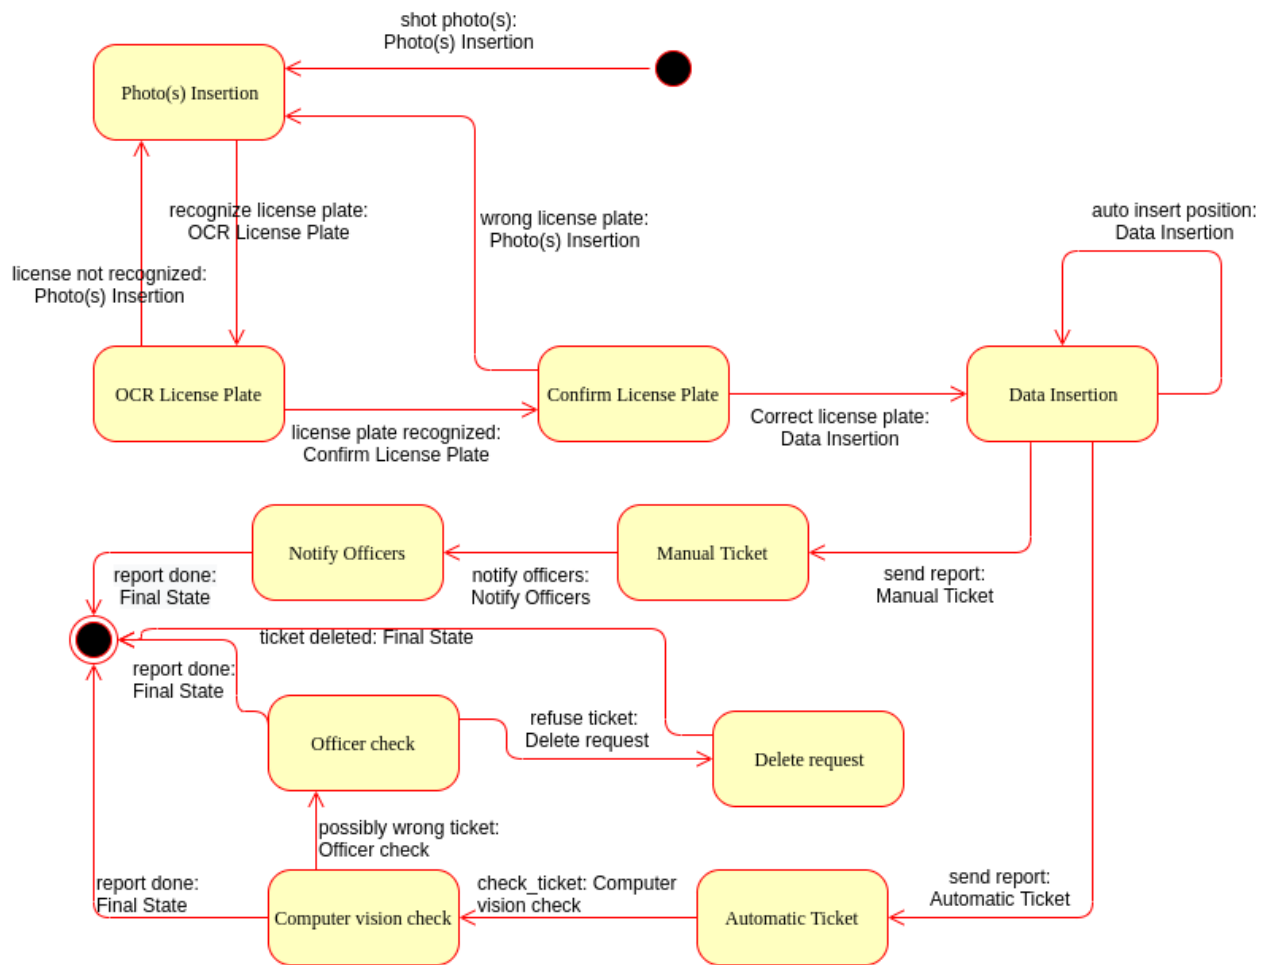 shot photo(s):
Photo(s) Insertion
Photo(s) Insertion
recognize license plate:
OCR License Plate
wrong license plate:
Photo(s) Insertion
auto insert position:
Data Insertion
license not recognized:
Photo(s) Insertion
OCR License Plate
Confirm License Plate
Data Insertion
license plate recognized:
Confirm License Plate
Correct license plate:
Data Insertion
Notify Officers
Manual Ticket
report done:
Final State
notify officers:
Notify Officers
send report:
Manual Ticket
ticket deleted: Final State
report done:
Final State
Officer check
refuse ticket:
Delete request
Delete request
possibly wrong ticket:
Officer check
report done:
Final State
Computer vision check
check_ticket: Computer
vision check
Automatic Ticket
send report:
Automatic Ticket